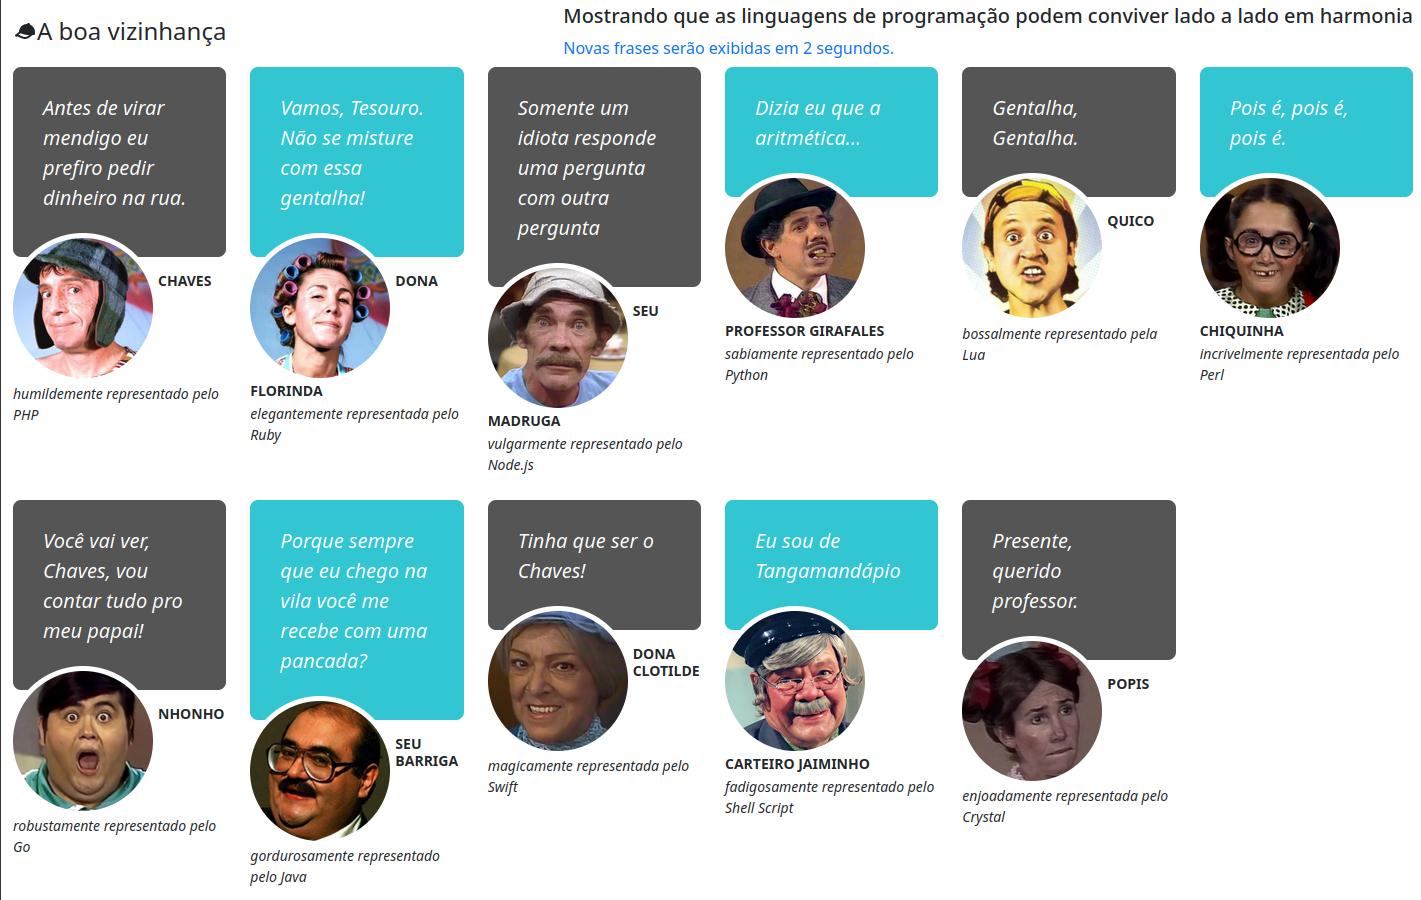 A boa vizinhança
Mostrando que as linguagens de programação podem conviver lado a lado em harmonia
Novas frases serão exibidas em 2 segundos.
Antes de virar
mendigo eu
prefiro pedir
dinheiro na rua.
CHAVES
humildemente representado pelo
PHP
Vamos, Tesouro.
Não se misture
com essa
gentalha!
DONA
FLORINDA
elegantemente representada pelo
Ruby
Somente um
idiota responde
uma pergunta
com outra
pergunta
SEU
MADRUGA
vulgarmente representado pelo
Node.js
Dizia eu que a
aritmética...
PROFESSOR GIRAFALES
sabiamente representado pelo
Python
Gentalha,
Gentalha.
QUICO
bossalmente representado pela
Lua
Pois é, pois é,
pois é.
CHIQUINHA
incrivelmente representada pelo
Perl
Você vai ver,
Chaves, vou
contar tudo pro
meu papai!
NHONHO
robustamente representado pelo
Go
Porque sempre
que eu chego na
vila você me
recebe com uma
pancada?
SEU
BARRIGA
gordurosamente representado
pelo Java
Tinha que ser o
Chaves!
DONA
CLOTILDE
magicamente representada pelo
Swift
Eu sou de
Tangamandápio
CARTEIRO JAIMINHO
fadigosamente representado pelo
Shell Script
Presente,
querido
professor.
POPIS
enjoadamente representada pelo
Crystal